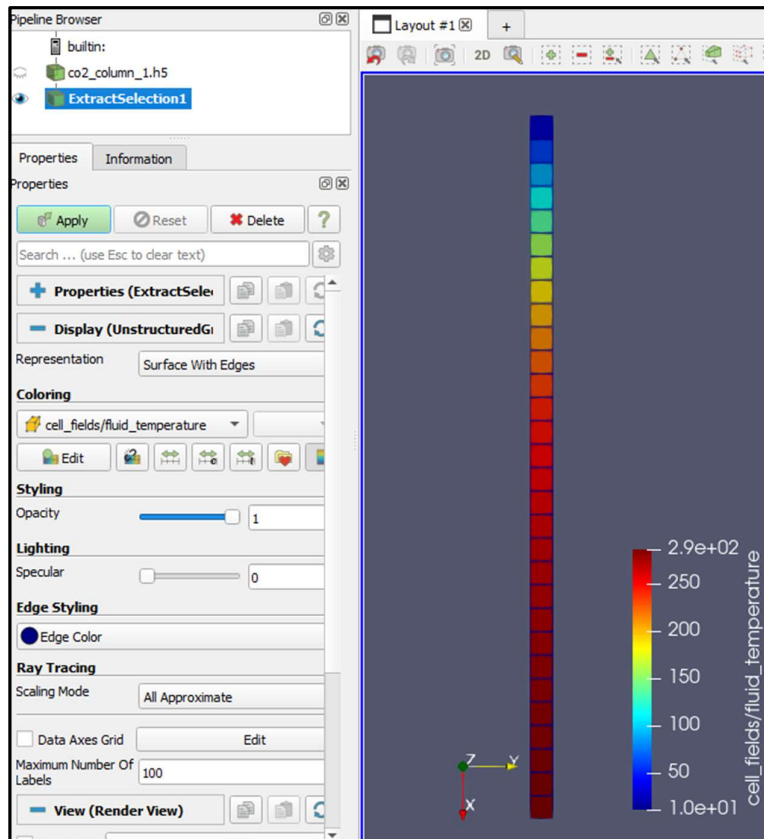 Pipeline Browser
builtin:
co2_column_1.h5
ExtractSelection1
Properties Information
Properties
Apply Reset Delete ?
Search ... (use Esc to clear text)
Properties (ExtractSele
Display (UnstructuredG
Representation Surface With Edges
Coloring
cell_fields/fluid_temperature
Edit
Styling
Opacity 1
Lighting
Specular 0
Edge Styling
Edge Color
Ray Tracing
Scaling Mode All Approximate
Data Axes Grid Edit
Maximum Number Of
Labels 100
View (Render View)
Layout #1 +
2D
2.9e+02
250
200
150
100
50
1.0e+01
cell_fields/fluid_temperature
Z Y
X